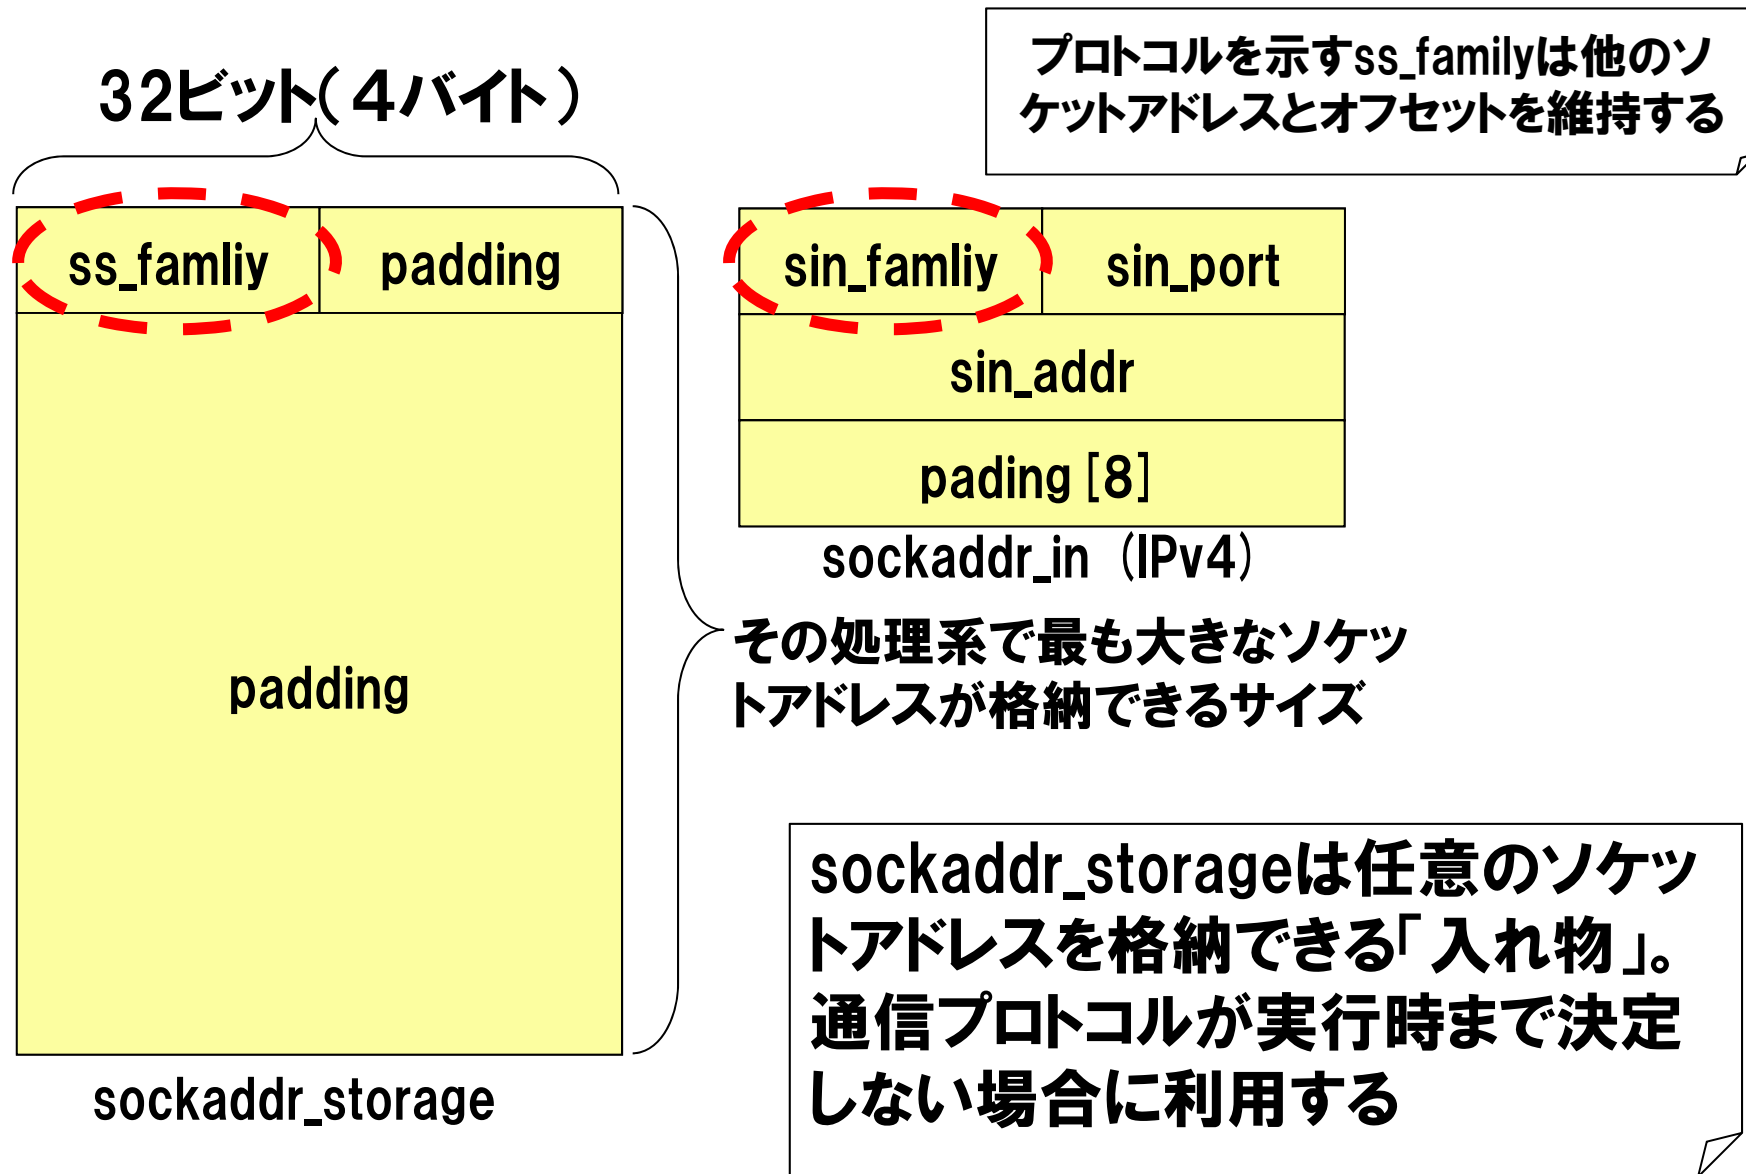 プロトコルを示すss_familyは他のソ
ケットアドレスとオフセットを維持する
32ビット(4バイト)
ss_famliy
padding
padding
sockaddr_storage
sin_famliy
sin_port
sin_addr
pading [8]
sockaddr_in (IPv4)
その処理系で最も大きなソケッ
トアドレスが格納できるサイズ
sockaddr_storageは任意のソケッ
トアドレスを格納できる「入れ物」。
通信プロトコルが実行時まで決定
しない場合に利用する